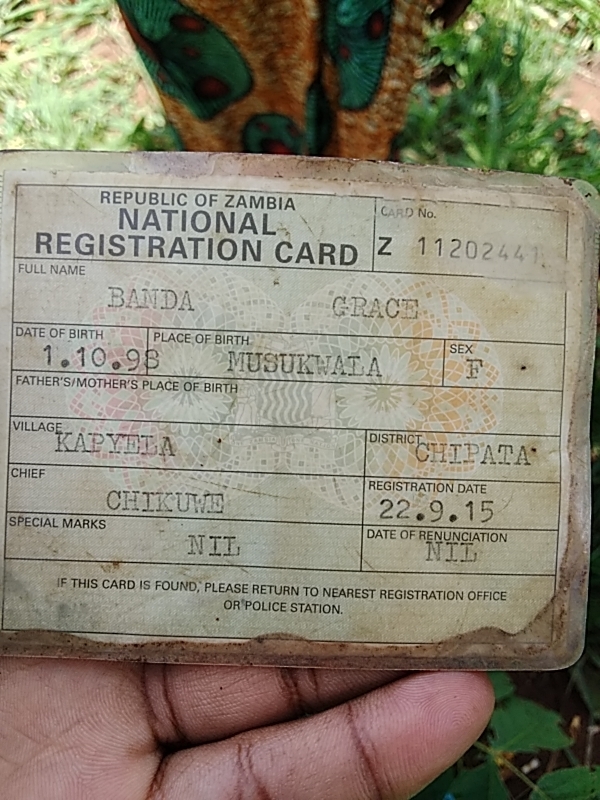 REPUBLIC OF ZAMBIA
NATIONAL
REGISTRATION CARD
CARD No.
Z 11202441
FULL NAME
BANDA GRACE
DATE OF BIRTH
1.10.98
PLACE OF BIRTH
MUSUKWALA
SEX
F
FATHER'S/MOTHER'S PLACE OF BIRTH
VILLAGE
KAPYELA
DISTRICT
CHIPATA
CHIEF
CHIKUWE
REGISTRATION DATE
22.9.15
SPECIAL MARKS
NIL
DATE OF RENUNCIATION
NIL
IF THIS CARD IS FOUND, PLEASE RETURN TO NEAREST REGISTRATION OFFICE
OR POLICE STATION.